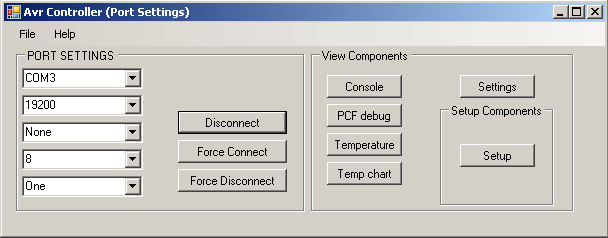 Avr Controller (Port Settings)
File Help
PORT SETTINGS
COM3
19200
None
8
One
Disconnect
Force Connect
Force Disconnect
View Components
Console
PCF debug
Temperature
Temp chart
Settings
Setup Components
Setup